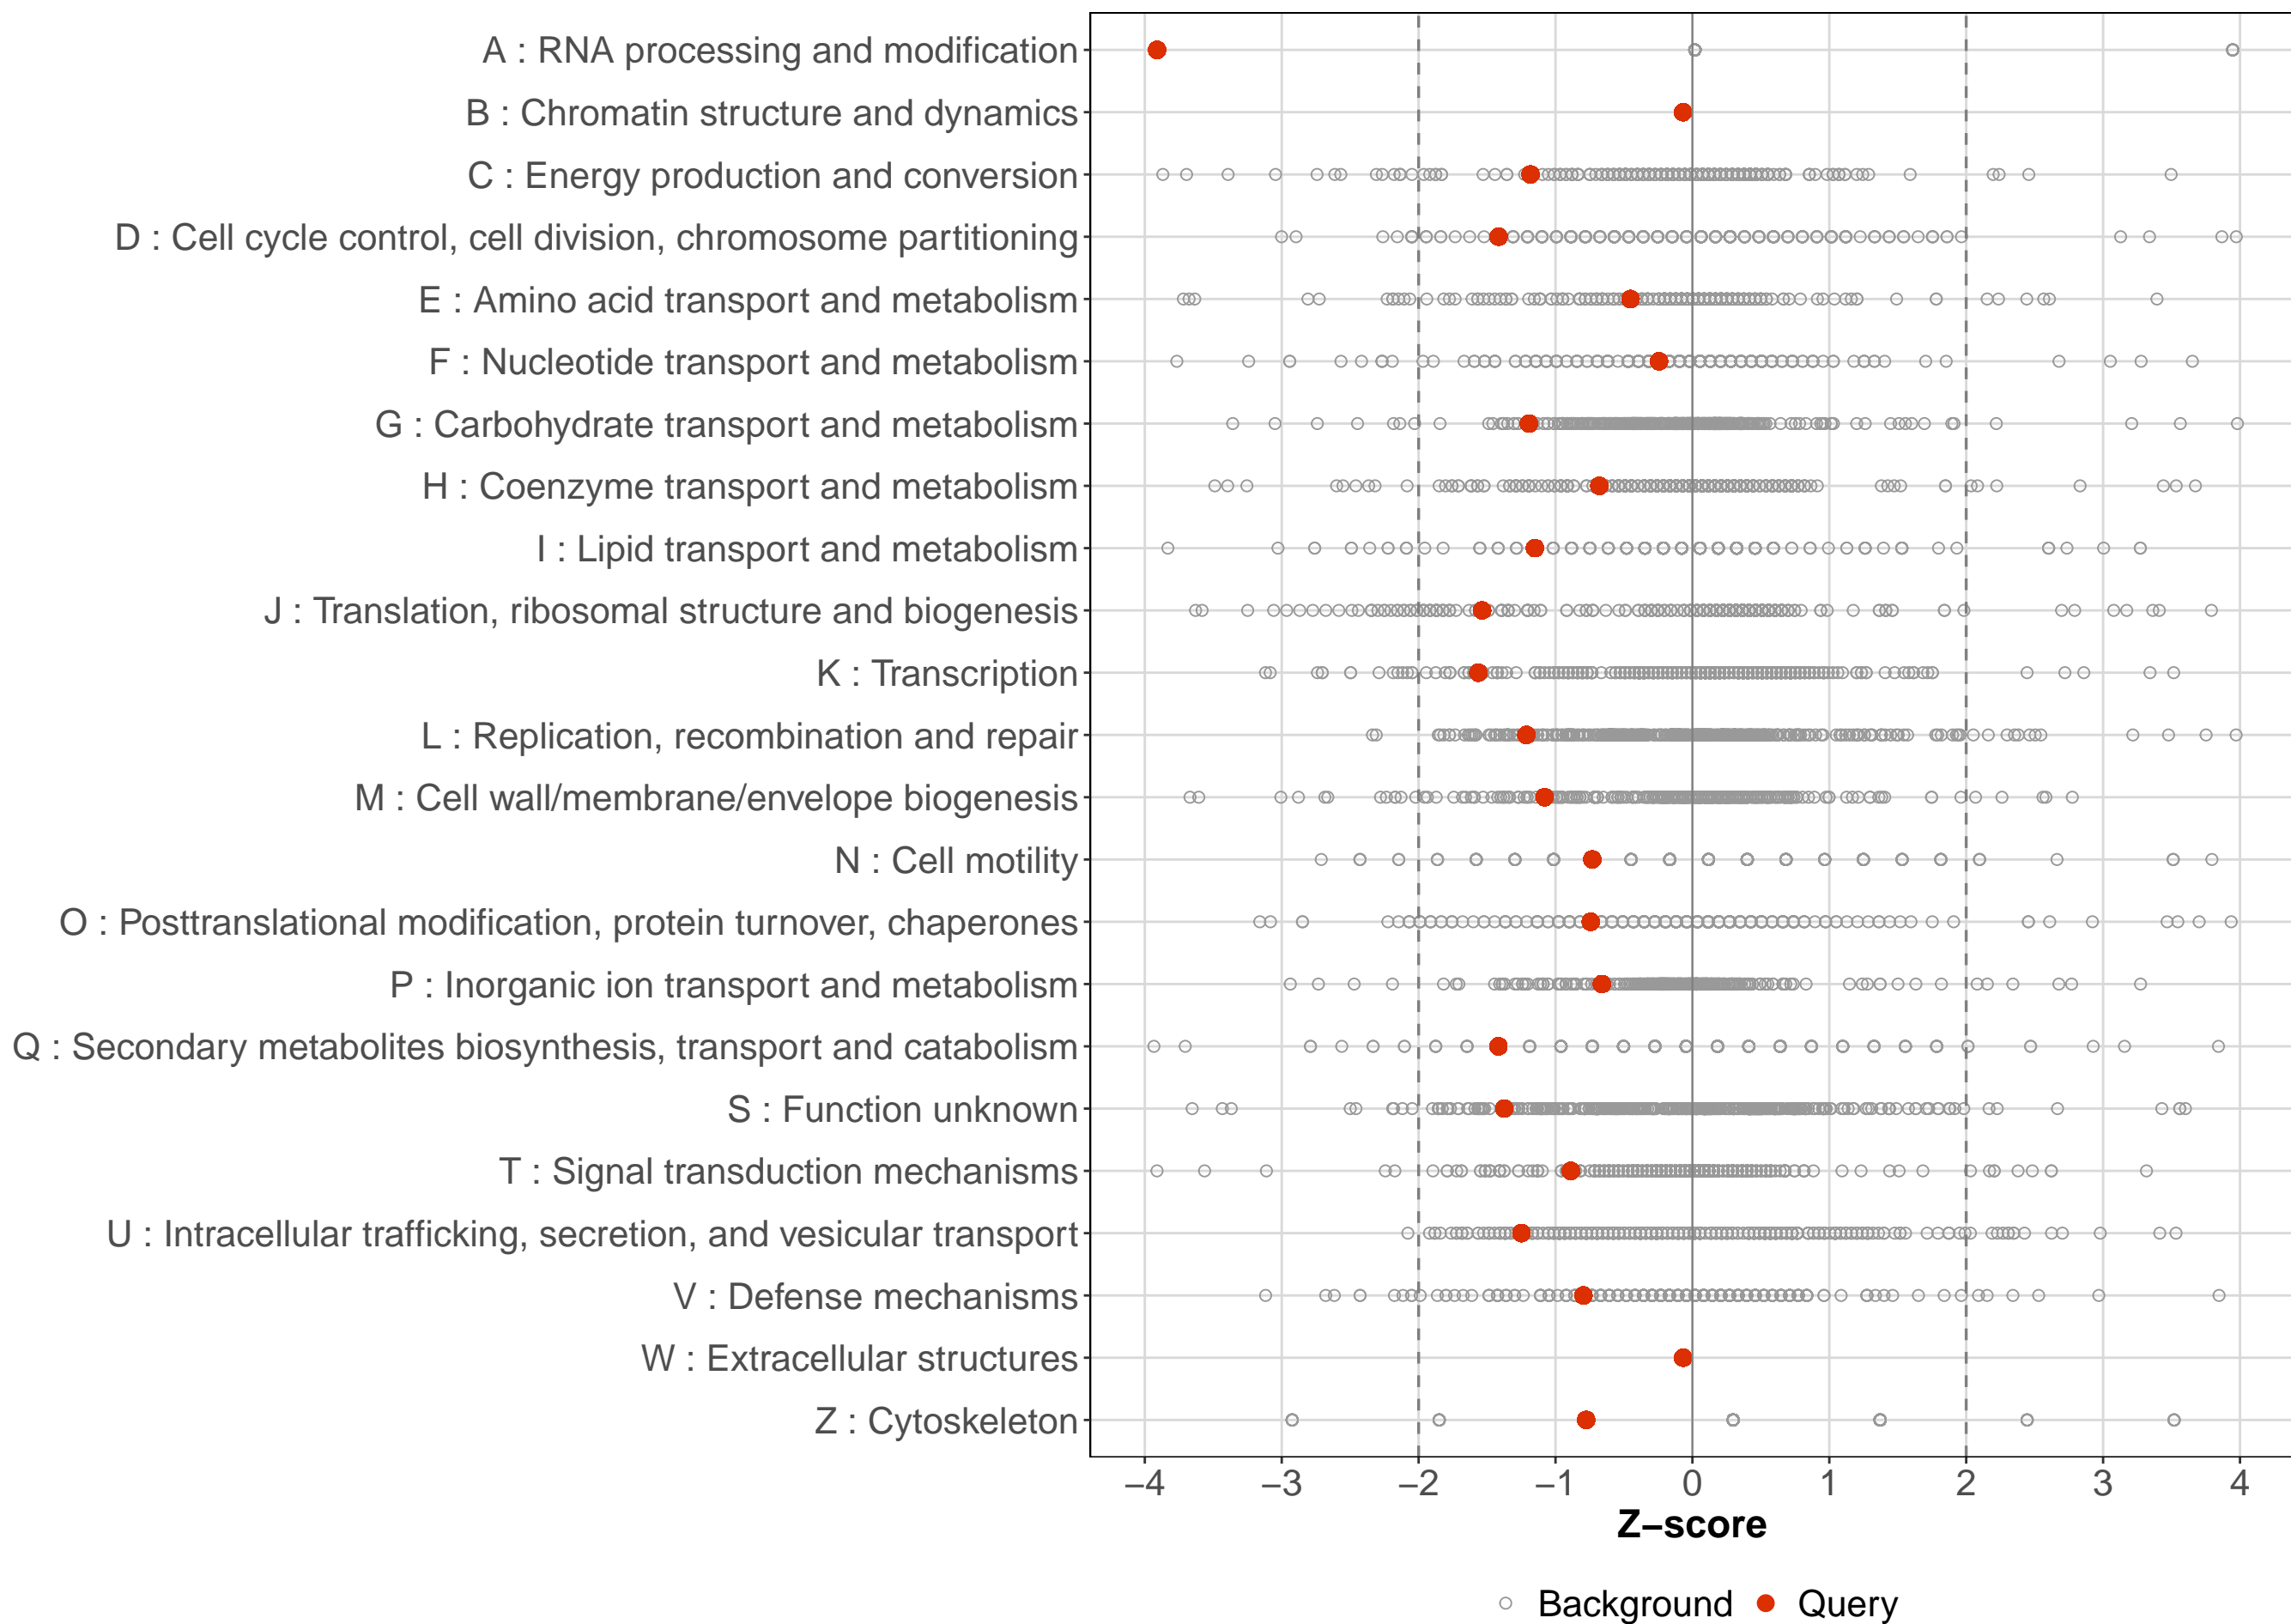 A : RNA processing and modification
B : Chromatin structure and dynamics
C : Energy production and conversion
D : Cell cycle control, cell division, chromosome partitioning
E : Amino acid transport and metabolism
F : Nucleotide transport and metabolism
G : Carbohydrate transport and metabolism
H : Coenzyme transport and metabolism
I : Lipid transport and metabolism
J : Translation, ribosomal structure and biogenesis
K : Transcription
L : Replication, recombination and repair
M : Cell wall/membrane/envelope biogenesis
N : Cell motility
O : Posttranslational modification, protein turnover, chaperones
P : Inorganic ion transport and metabolism
Q : Secondary metabolites biosynthesis, transport and catabolism
S : Function unknown
T : Signal transduction mechanisms
U : Intracellular trafficking, secretion, and vesicular transport
V : Defense mechanisms
W : Extracellular structures
Z : Cytoskeleton
−4 −3 −2 −1 0 1 2 3 4
Z−score
Background Query